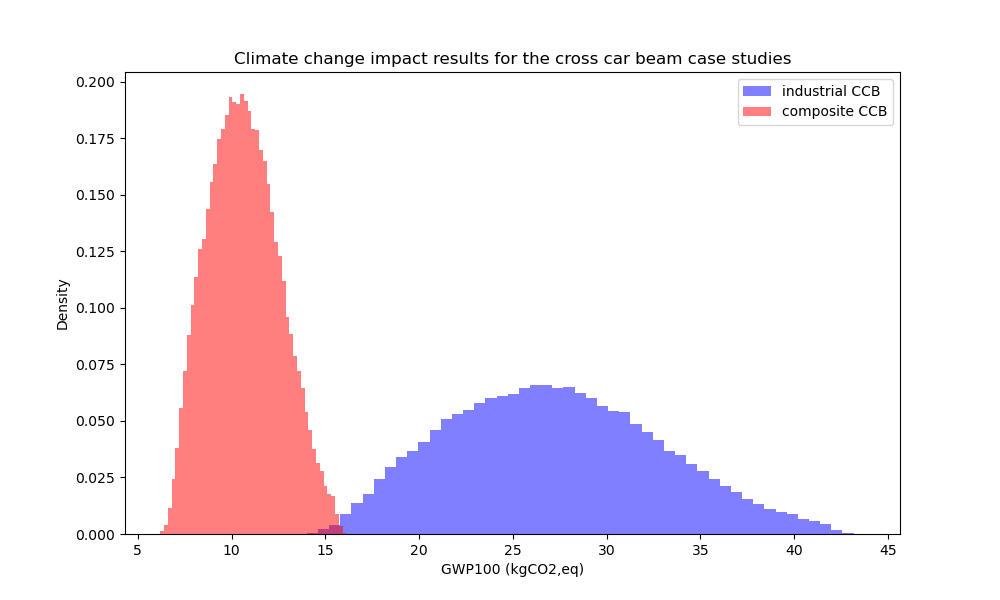 Climate change impact results for the cross car beam case studies
industrial CCB
composite CCB
Density
0.200
0.175
0.150
0.125
0.100
0.075
0.050
0.025
0.000
5 10 15 20 25 30 35 40 45
GWP100 (kgCO2,eq)